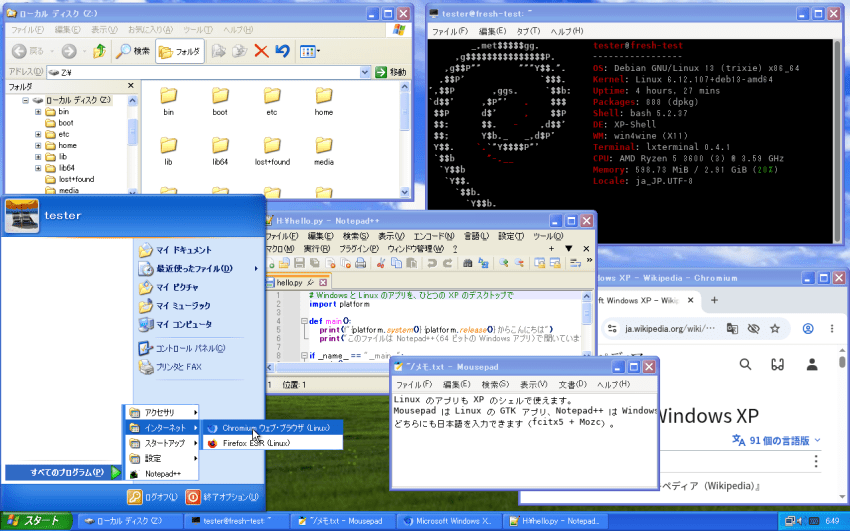 ローカル ディスク (Z:)
ファイル(F) 編集(E) 表示(V) お気に入り(A) ツール(T) ヘルプ(H)
戻る 検索 フォルダ
アドレス(D) Z:¥ 移動
フォルダ
ローカル ディスク (Z:)
bin
boot
etc
home
lib
lib64
lost+found
media
bin boot etc home
lib lib64 lost+found media
tester@fresh-test: ~
ファイル(F) 編集(E) タブ(T) ヘルプ(H)
tester@fresh-test
-----------------
OS: Debian GNU/Linux 13 (trixie) x86_64
Kernel: Linux 6.12.107+deb13-amd64
Uptime: 4 hours, 27 mins
Packages: 888 (dpkg)
Shell: bash 5.2.37
DE: XP-Shell
WM: win4wine (X11)
Terminal: lxterminal 0.4.1
CPU: AMD Ryzen 5 3600 (3) @ 3.59 GHz
Memory: 598.73 MiB / 2.91 GiB (20%)
Locale: ja_JP.UTF-8
tester
マイ ドキュメント
最近使ったファイル(D)
マイ ピクチャ
マイ ミュージック
マイ コンピュータ
コントロール パネル(C)
プリンタと FAX
アクセサリ
インターネット
スタートアップ
設定
Notepad++
Chromium ウェブ・ブラウザ (Linux)
Firefox ESR (Linux)
すべてのプログラム(P)
ログオフ(L) 終了オプション(U)
H:¥hello.py - Notepad++
ファイル(F) 編集(E) 検索(S) 表示(V) エンコード(N) 言語(L) 設定(T) ツール(O)
マクロ(M) 実行(R) プラグイン(P) ウィンドウ管理(W) ?
hello.py
1 # Windows と Linux のアプリを、ひとつの XP のデスクトップで
2 import platform
3
4 def main():
5 print(f"{platform.system()} {platform.release()} からこんにちは")
6 print("このファイルは Notepad++(64 ビットの Windows アプリ)で開いていま
7
8 if __name__ == "__main__":
1 位置: 1
~/メモ.txt - Mousepad
ファイル(F) 編集(E) 検索(S) 表示(V) 文書(D) ヘルプ(H)
Linux のアプリも XP のシェルで使えます。
Mousepad は Linux の GTK アプリ、Notepad++ は Windows
どちらにも日本語を入力できます（fcitx5 + Mozc）。
dows XP - Wikipedia - Chromium
ft Windows XP - Wikip
ja.wikipedia.org/wiki/…
Windows XP
91 個の言語版
ペディア（Wikipedia）』
スタート
ローカル ディスク (Z:)
tester@fresh-test: ~
~/メモ.txt - Mousepad
Microsoft Windows X...
H:¥hello.py - Notepad...
6:49